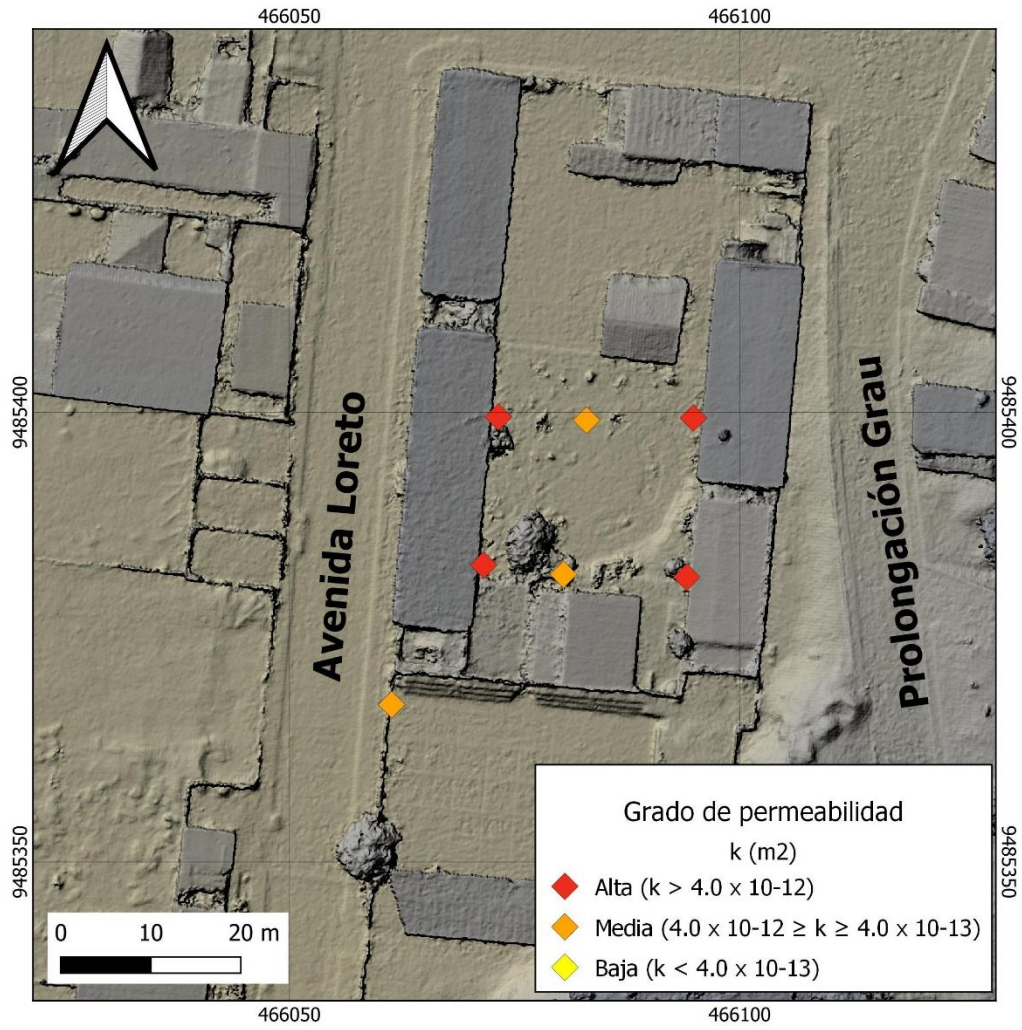 466050
466100
9485400
9485400
Avenida Loreto
Prolongación Grau
9485350
9485350
Grado de permeabilidad
k (m2)
Alta (k > 4.0 x 10-12)
Media (4.0 x 10-12 ≥ k ≥ 4.0 x 10-13)
Baja (k < 4.0 x 10-13)
0 10 20 m
466050
466100